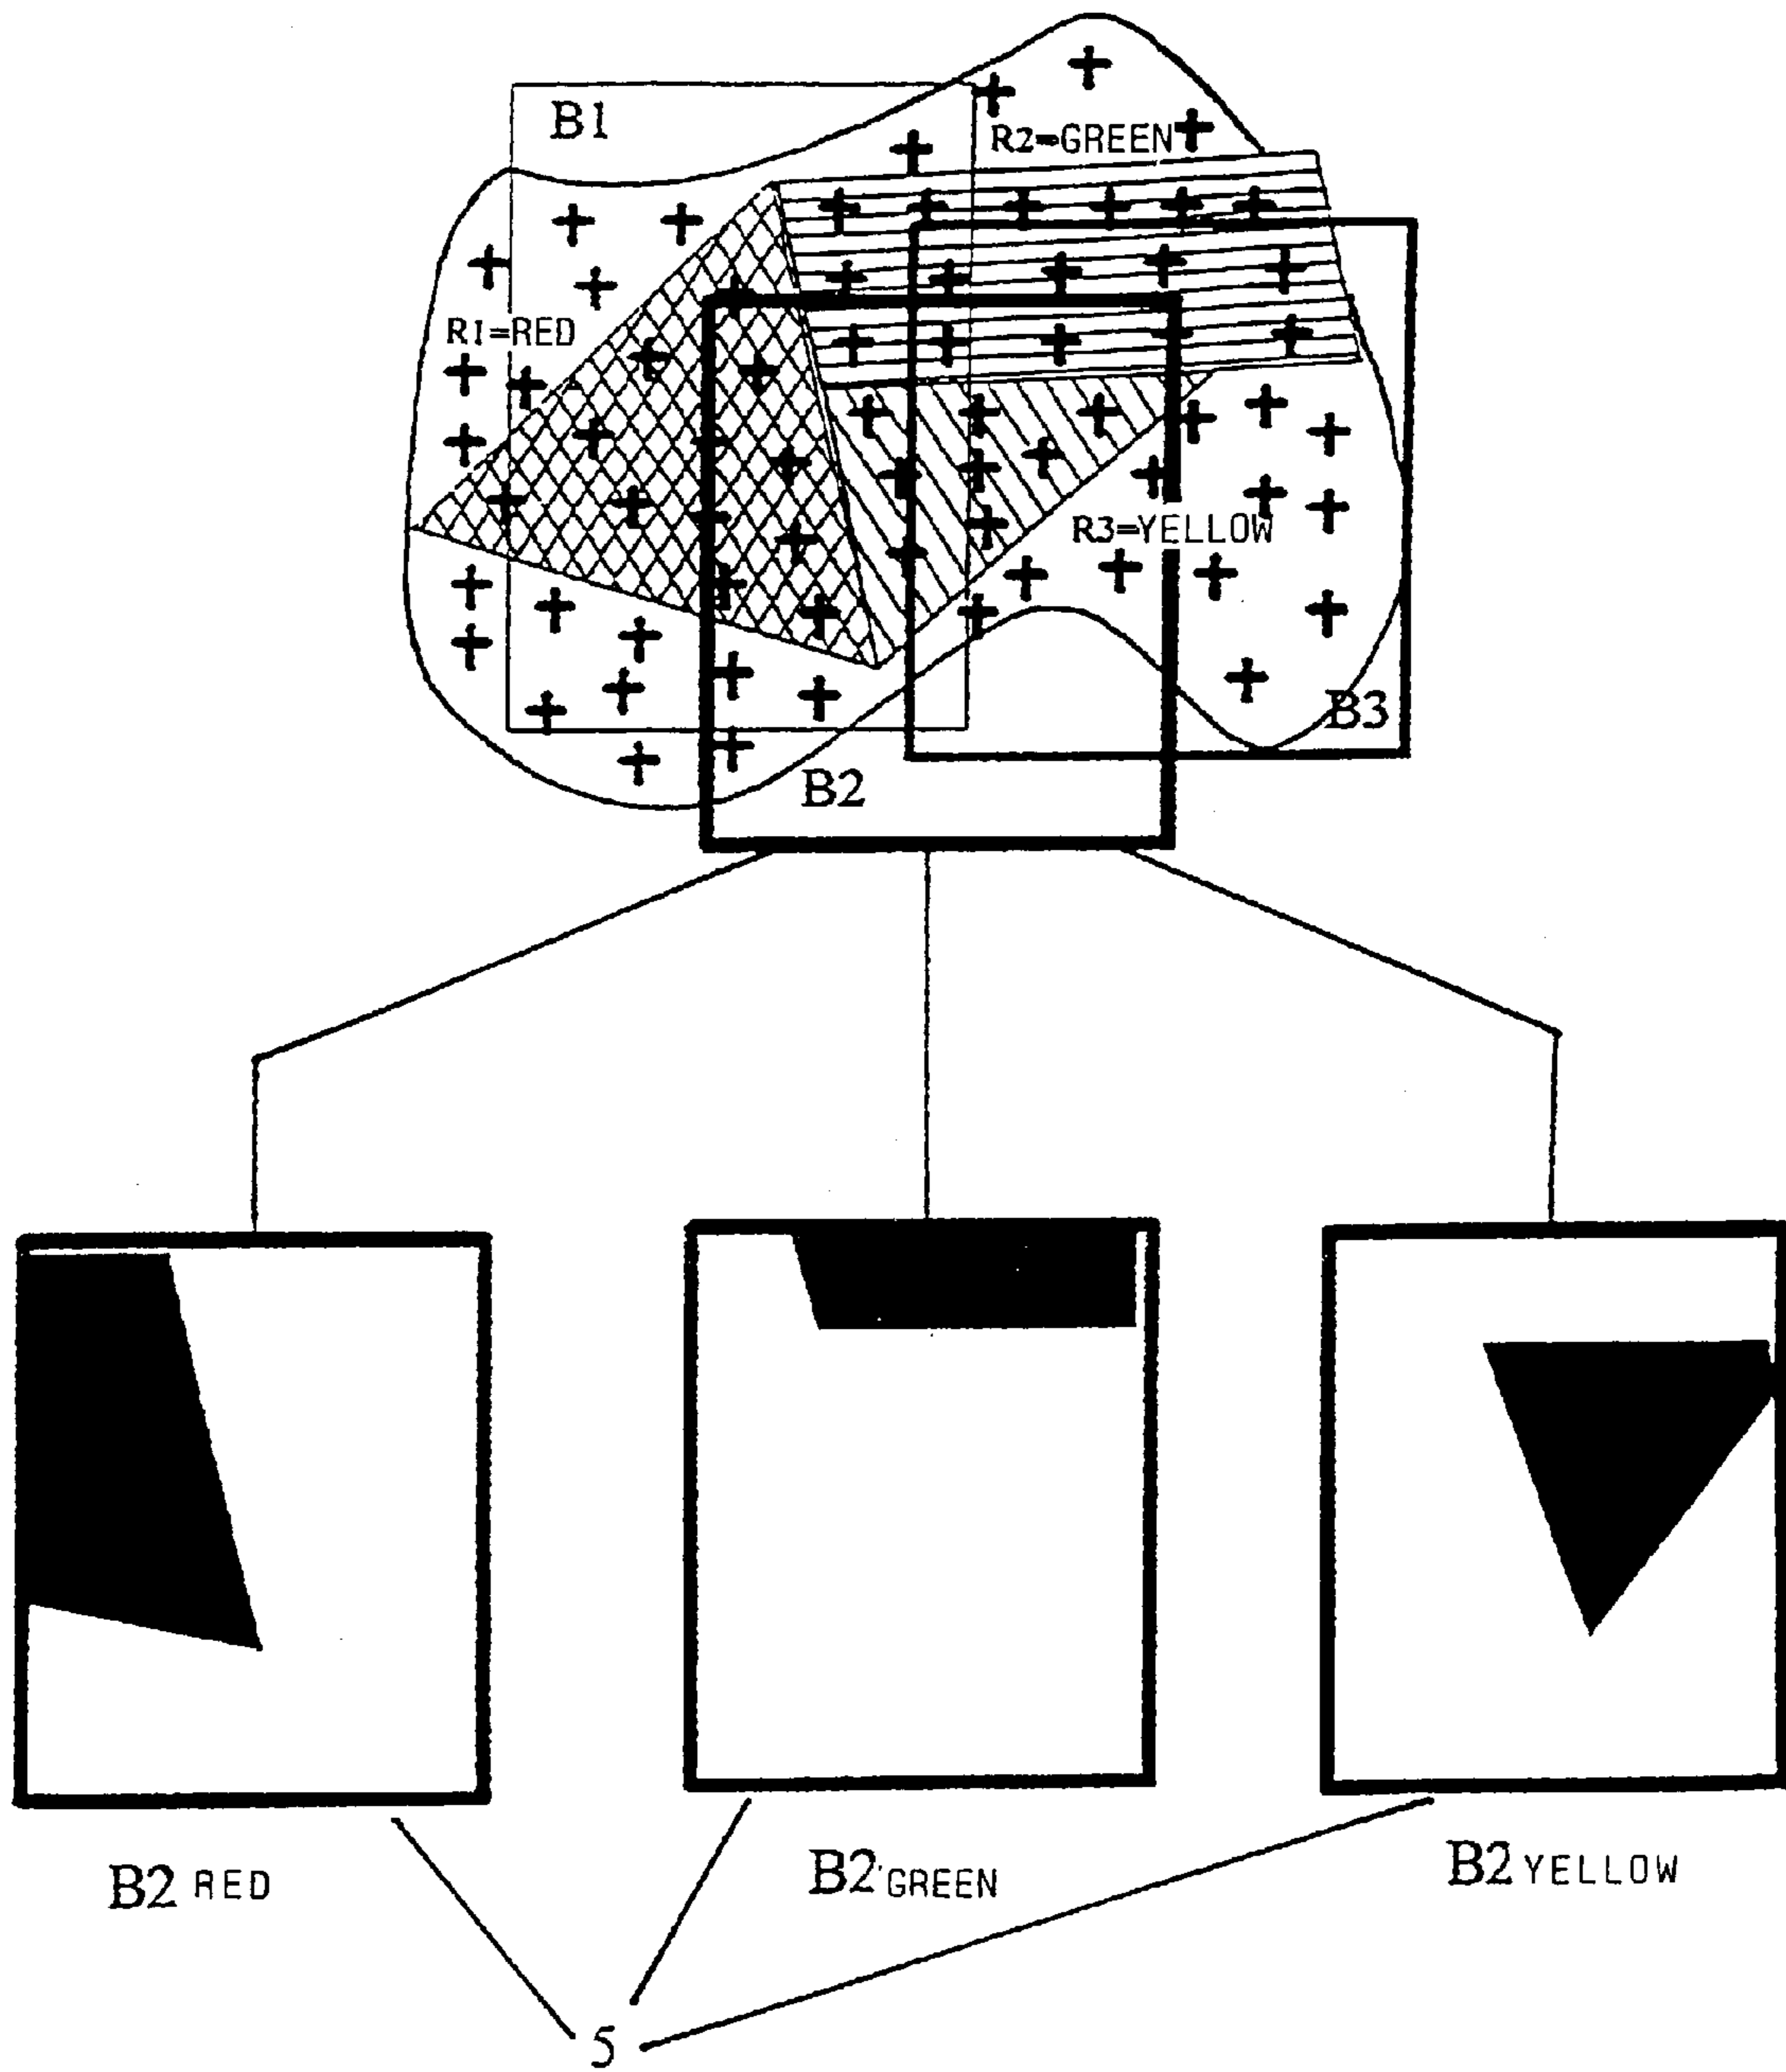 B1
R2=GREEN
R1=RED
R3=YELLOW
B3
B2
B2 RED
B2 GREEN
B2 YELLOW
5